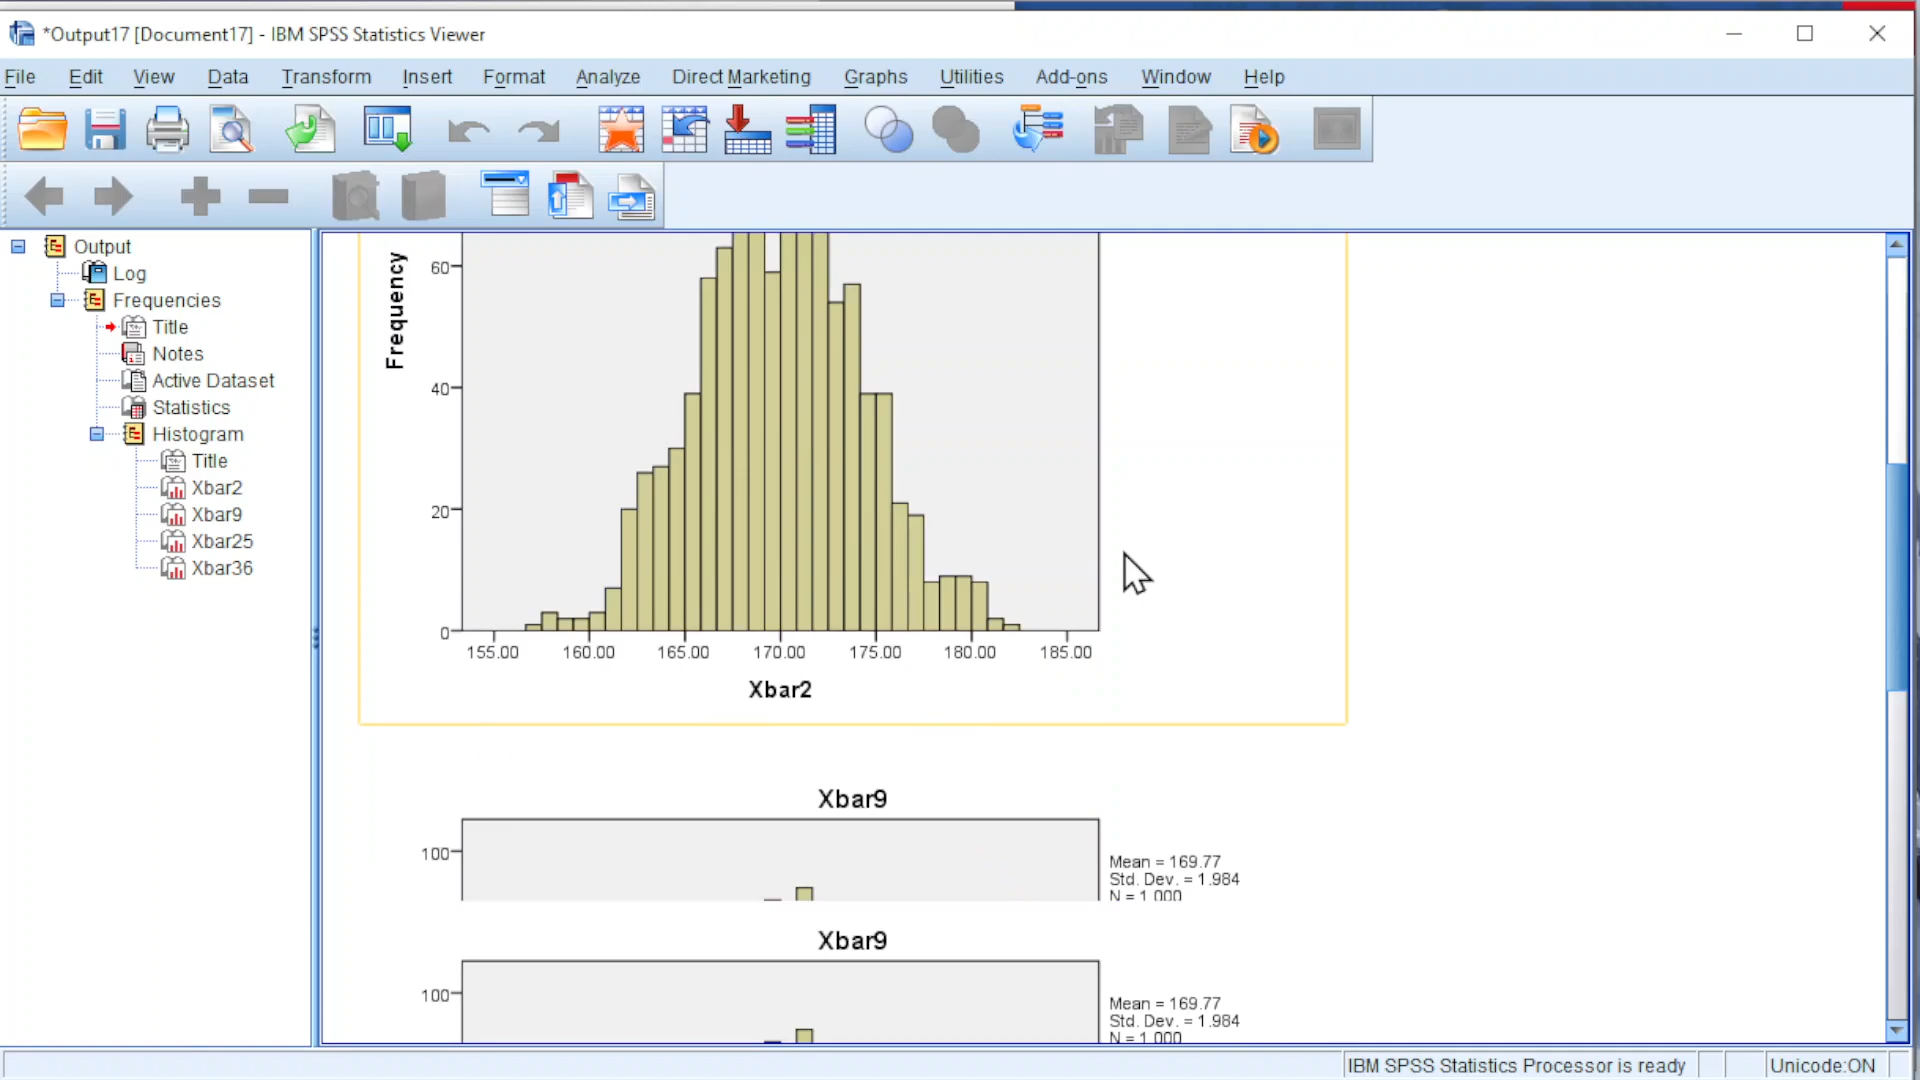 *Output17 [Document17] - IBM SPSS Statistics Viewer
File Edit View Data Transform Insert Format Analyze Direct Marketing Graphs Utilities Add-ons Window Help
Output
Log
Frequencies
Title
Notes
Active Dataset
Statistics
Histogram
Title
Xbar2
Xbar9
Xbar25
Xbar36
Frequency
60
40
20
0
155.00 160.00 165.00 170.00 175.00 180.00 185.00
Xbar2
Xbar9
100
Mean = 169.77
Std. Dev. = 1.984
N = 1.000
Xbar9
100
Mean = 169.77
Std. Dev. = 1.984
N = 1.000
IBM SPSS Statistics Processor is ready Unicode:ON